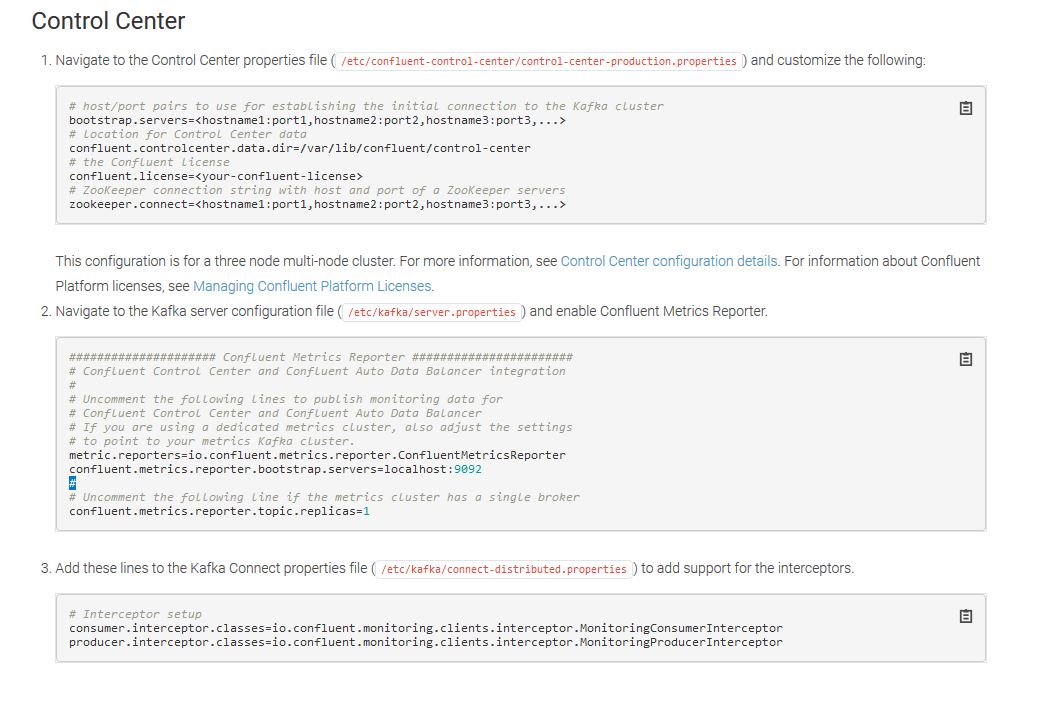 Control Center
1. Navigate to the Control Center properties file ( /etc/confluent-control-center/control-center-production.properties ) and customize the following:
# host/port pairs to use for establishing the initial connection to the Kafka cluster
bootstrap.servers=<hostname1:port1,hostname2:port2,hostname3:port3,...>
# location for Control Center data
confluent.controlcenter.data.dir=/var/lib/confluent/control-center
# the Confluent license
confluent.license=<your-confluent-license>
# ZooKeeper connection string with host and port of a ZooKeeper servers
zookeeper.connect=<hostname1:port1,hostname2:port2,hostname3:port3,...>
This configuration is for a three node multi-node cluster. For more information, see Control Center configuration details. For information about Confluent
Platform licenses, see Managing Confluent Platform Licenses.
2. Navigate to the Kafka server configuration file ( /etc/kafka/server.properties ) and enable Confluent Metrics Reporter.
##################### Confluent Metrics Reporter #######################
# Confluent Control Center and Confluent Auto Data Balancer integration
#
# Uncomment the following lines to publish monitoring data for
# Confluent Control Center and Confluent Auto Data Balancer
# If you are using a dedicated metrics cluster, also adjust the settings
# to point to your metrics Kafka cluster.
metric.reporters=io.confluent.metrics.reporter.ConfluentMetricsReporter
confluent.metrics.reporter.bootstrap.servers=localhost:9092
#
# Uncomment the following line if the metrics cluster has a single broker
confluent.metrics.reporter.topic.replicas=1
3. Add these lines to the Kafka Connect properties file ( /etc/kafka/connect-distributed.properties ) to add support for the interceptors.
# Interceptor setup
consumer.interceptor.classes=io.confluent.monitoring.clients.interceptor.MonitoringConsumerInterceptor
producer.interceptor.classes=io.confluent.monitoring.clients.interceptor.MonitoringProducerInterceptor